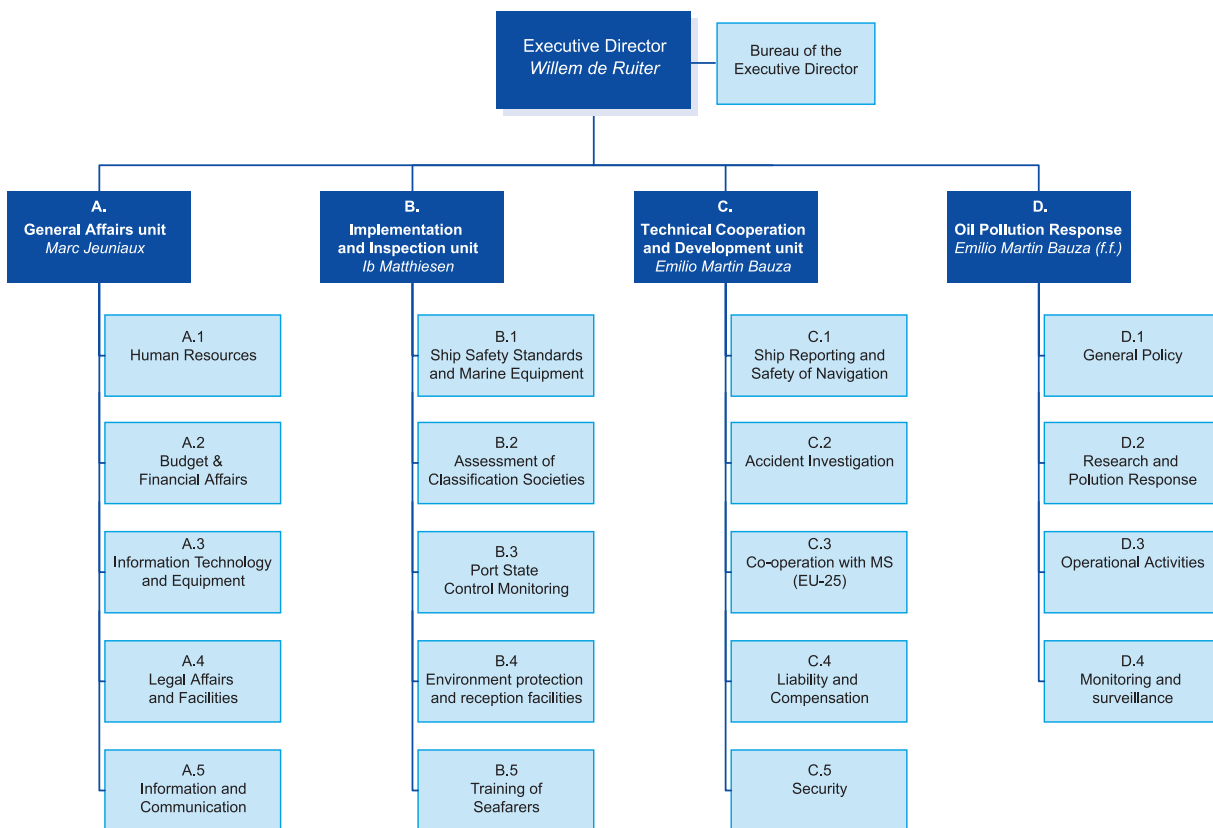 Executive Director
Willem de Ruiter
Bureau of the
Executive Director
A.
General Affairs unit
Marc Jeuniaux
B.
Implementation
and Inspection unit
Ib Matthiesen
C.
Technical Cooperation
and Development unit
Emilio Martin Bauza
D.
Oil Pollution Response
Emilio Martin Bauza (f.f.)
A.1
Human Resources
A.2
Budget &
Financial Affairs
A.3
Information Technology
and Equipment
A.4
Legal Affairs
and Facilities
A.5
Information and
Communication
B.1
Ship Safety Standards
and Marine Equipment
B.2
Assessment of
Classification Societies
B.3
Port State
Control Monitoring
B.4
Environment protection
and reception facilities
B.5
Training of
Seafarers
C.1
Ship Reporting and
Safety of Navigation
C.2
Accident Investigation
C.3
Co-operation with MS
(EU-25)
C.4
Liability and
Compensation
C.5
Security
D.1
General Policy
D.2
Research and
Polution Response
D.3
Operational Activities
D.4
Monitoring and
surveillance